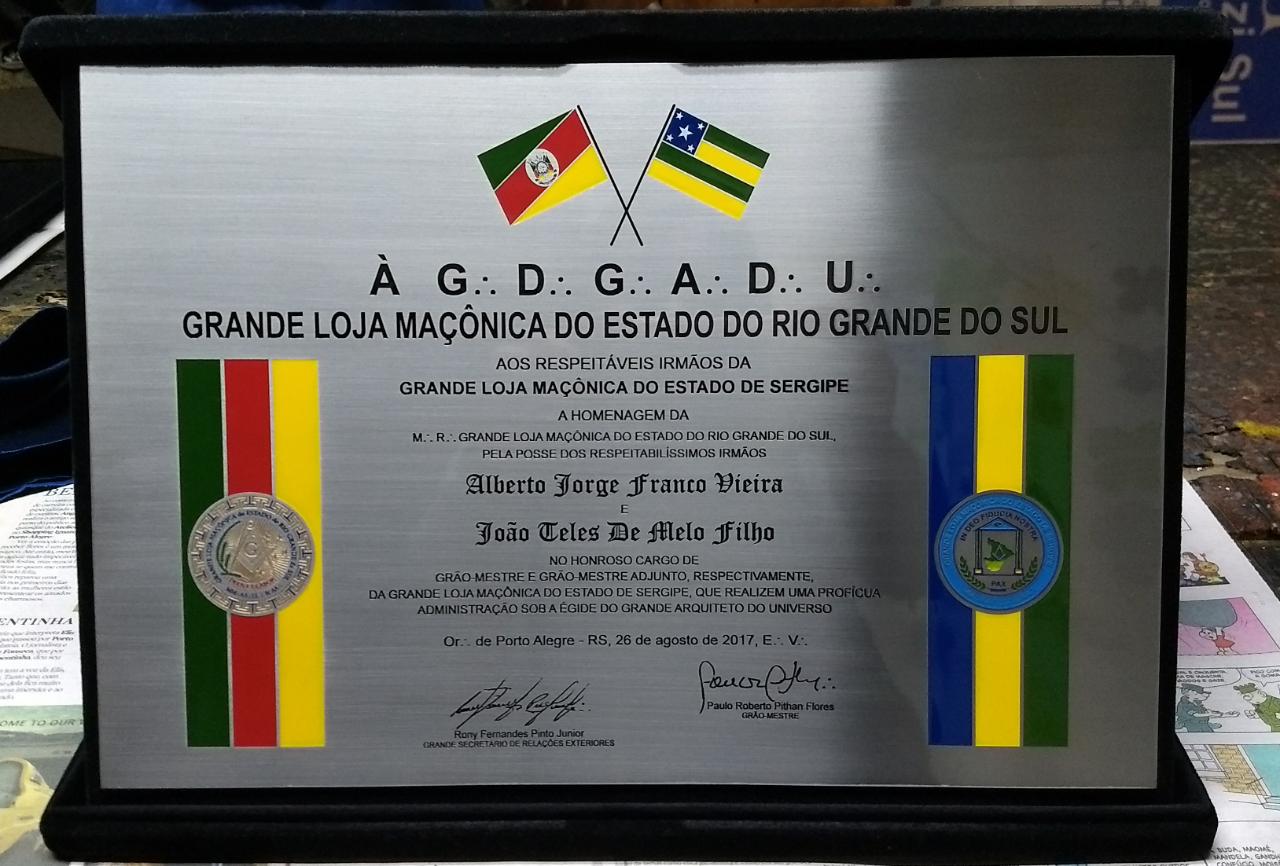 À G∴ D∴ G∴ A∴ D∴ U∴
GRANDE LOJA MAÇÔNICA DO ESTADO DO RIO GRANDE DO SUL
AOS RESPEITÁVEIS IRMÃOS DA
GRANDE LOJA MAÇÔNICA DO ESTADO DE SERGIPE
A HOMENAGEM DA
M∴ R∴ GRANDE LOJA MAÇÔNICA DO ESTADO DO RIO GRANDE DO SUL,
PELA POSSE DOS RESPEITABILÍSSIMOS IRMÃOS
Alberto Jorge Franco Vieira
E
João Teles De Melo Filho
NO HONROSO CARGO DE
GRÃO-MESTRE E GRÃO-MESTRE ADJUNTO, RESPECTIVAMENTE,
DA GRANDE LOJA MAÇÔNICA DO ESTADO DE SERGIPE, QUE REALIZEM UMA PROFÍCUA
ADMINISTRAÇÃO SOB A ÉGIDE DO GRANDE ARQUITETO DO UNIVERSO
Or∴ de Porto Alegre - RS, 26 de agosto de 2017, E∴ V∴
Rony Fernandes Pinto Junior
GRANDE SECRETARIO DE RELAÇÕES EXTERIORES
Paulo Roberto Pithan Flores
GRÃO-MESTRE
IN DEO FIDUCIA NOSTRA
PAX
zi Sul
ENTINHA